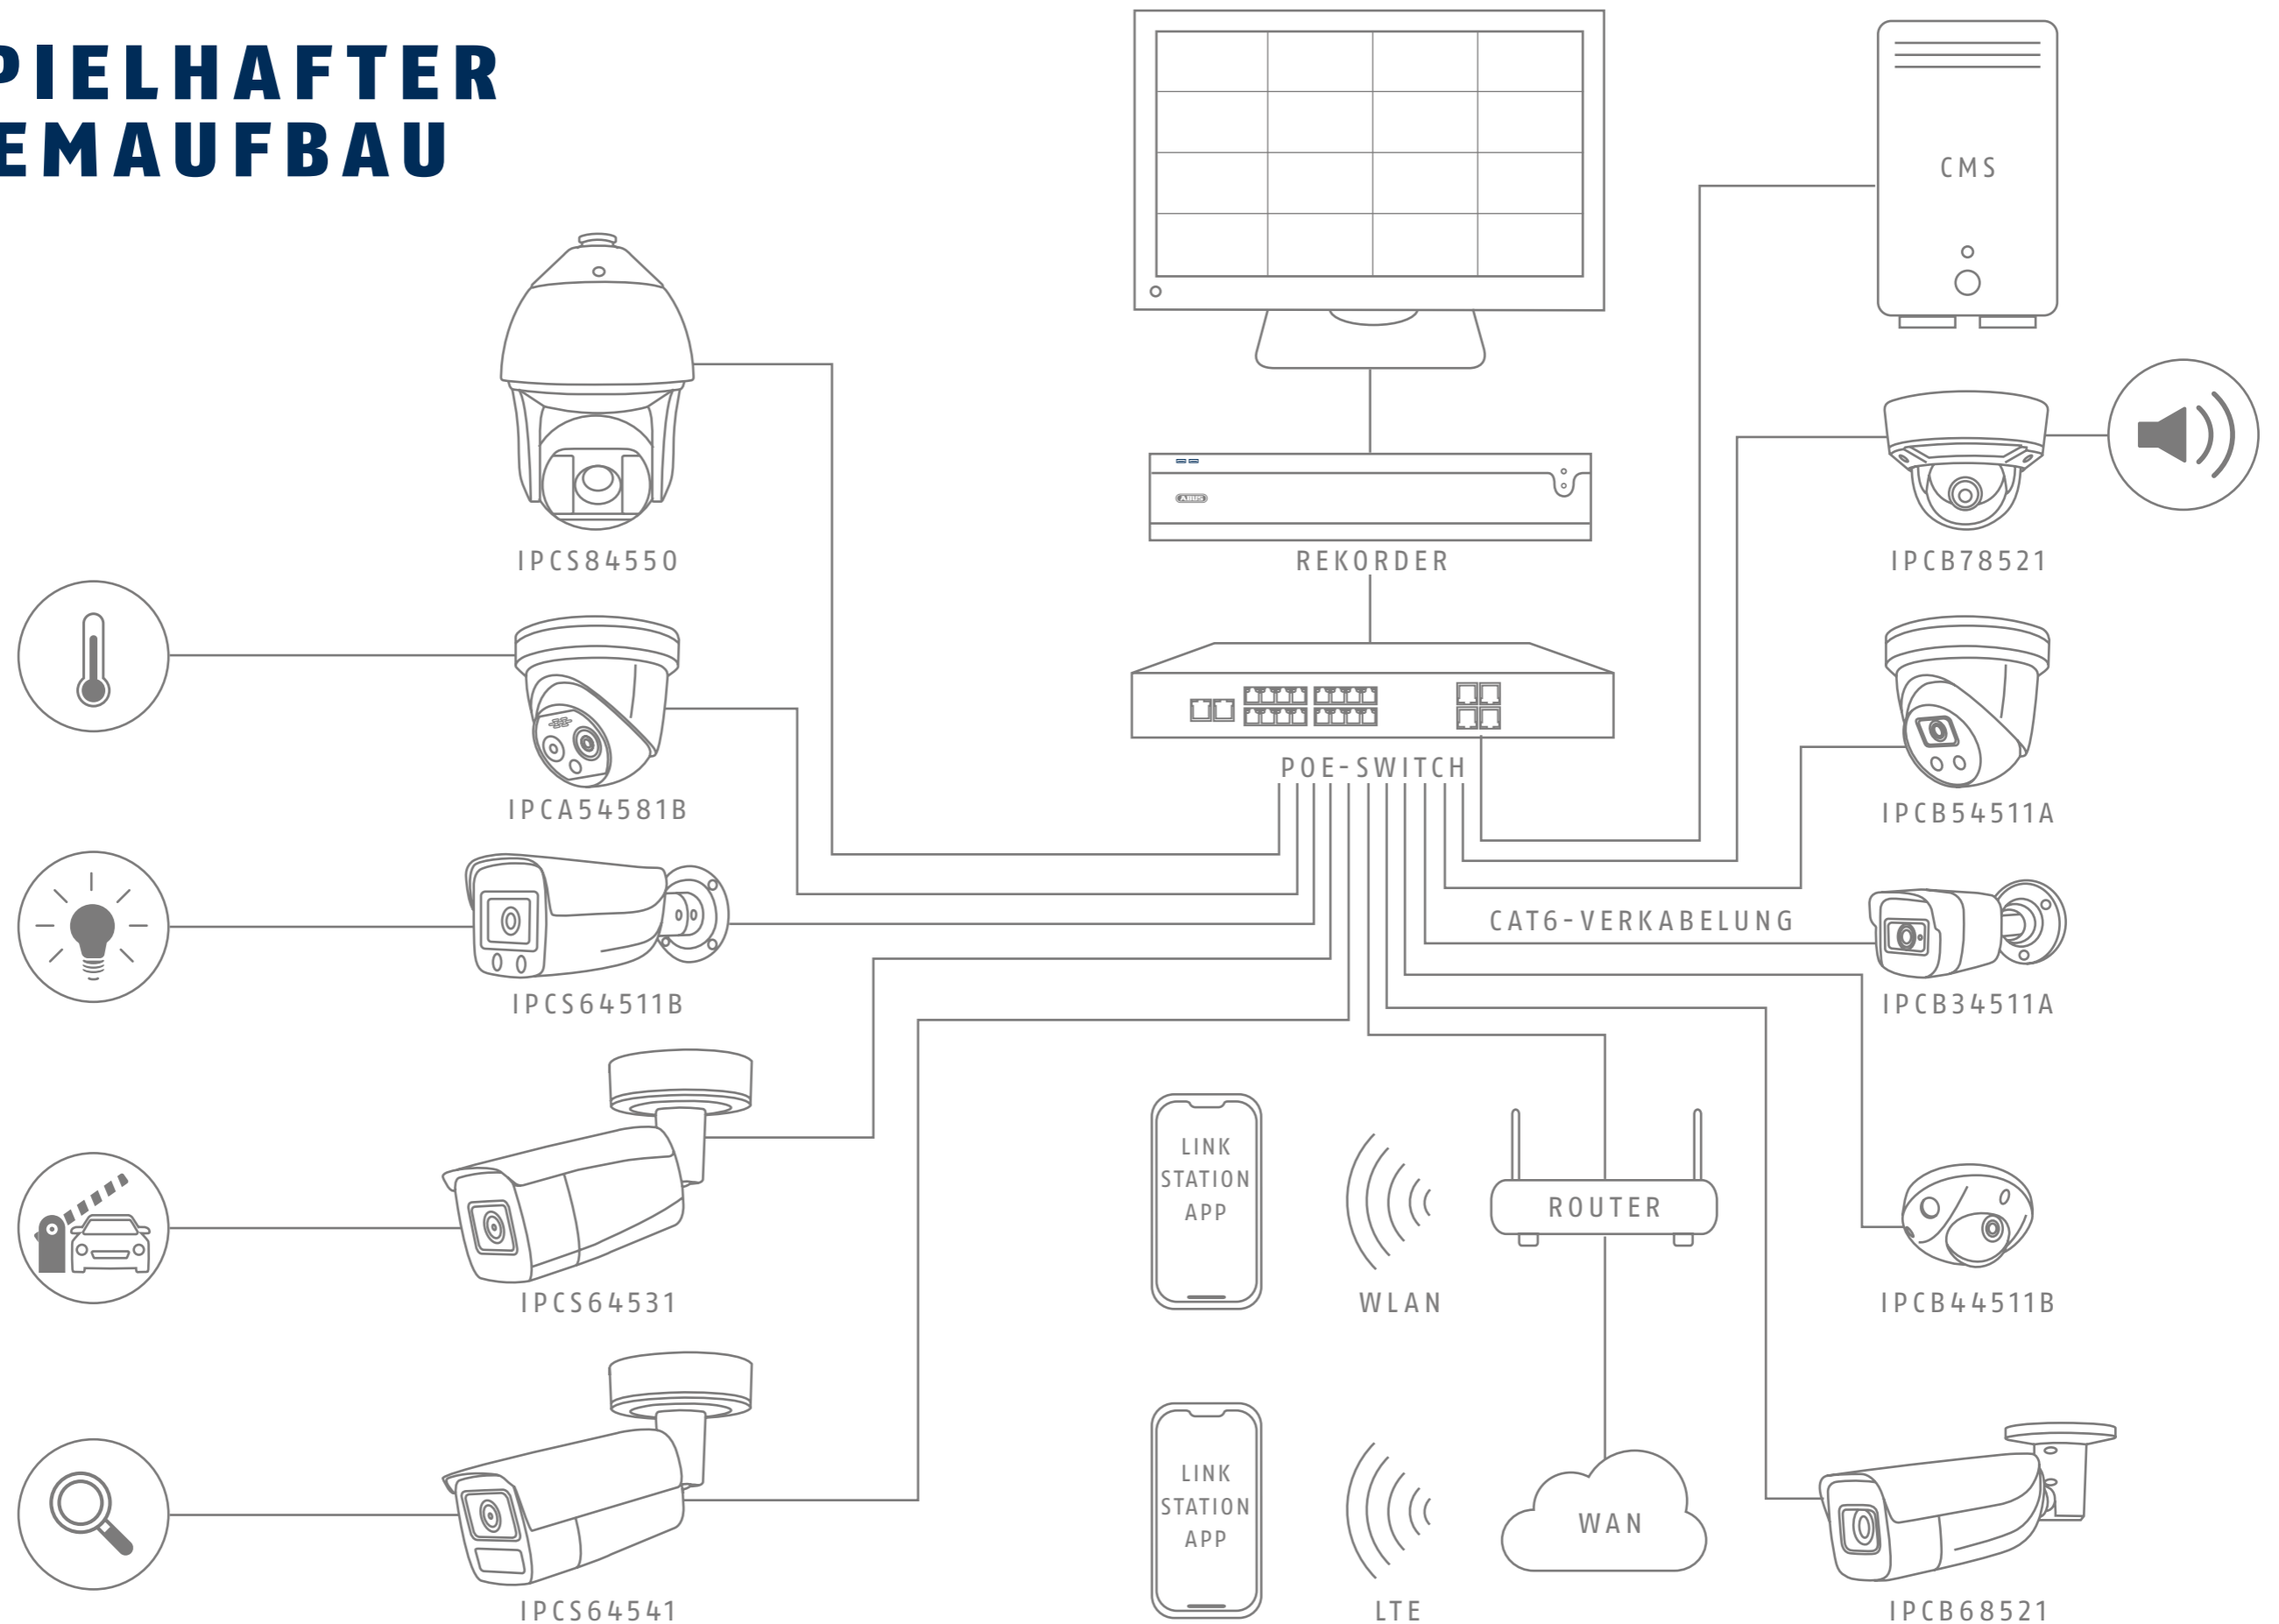 PIELHAFTER
EMAUFBAU
CMS
IPCS84550
ABUS
REKORDER
IPCB78521
IPCA54581B
POE-SWITCH
IPCB54511A
IPCS64511B
CAT6-VERKABELUNG
IPCB34511A
LINK
STATION
APP
WLAN
ROUTER
IPCS64531
IPCB44511B
LINK
STATION
APP
LTE
WAN
IPCS64541
IPCB68521